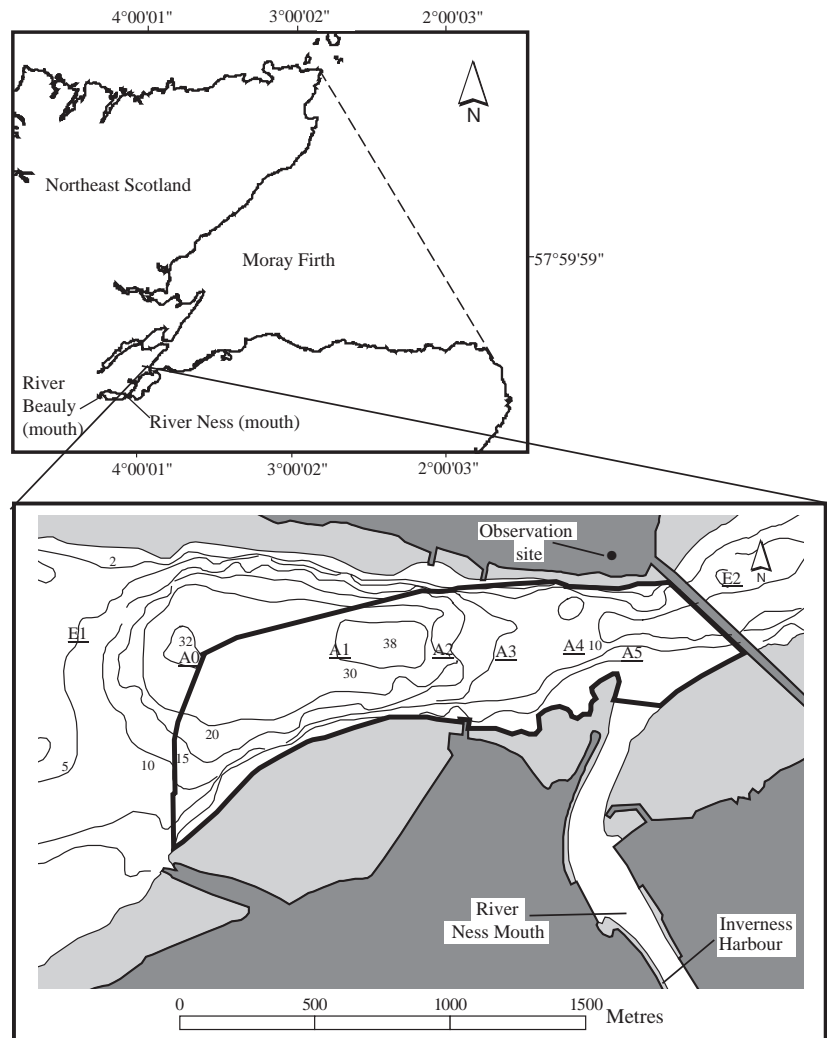 4°00'01"
3°00'02"
2°00'03"
N
Northeast Scotland
Moray Firth
57°59'59"
River
Beauly
(mouth)
River Ness (mouth)
4°00'01"
3°00'02"
2°00'03"
Observation
site
2
E2
N
E1
32
A0
A1
38
A2
A3
A4
10
A5
30
20
15
10
5
River
Ness Mouth
Inverness
Harbour
0
500
1000
1500
Metres